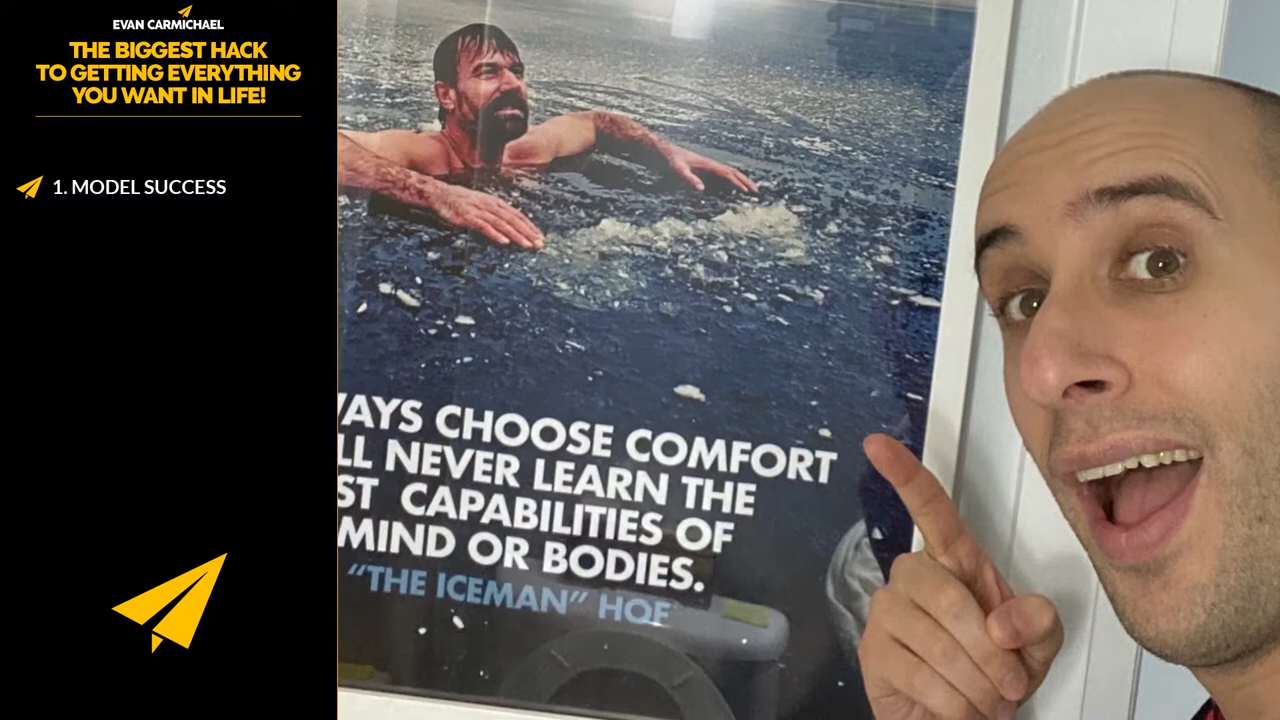 EVAN CARMICHAEL
THE BIGGEST HACK
TO GETTING EVERYTHING
YOU WANT IN LIFE!
1. MODEL SUCCESS
WAYS CHOOSE COMFORT
LL NEVER LEARN THE
ST CAPABILITIES OF
MIND OR BODIES.
"THE ICEMAN" HOF